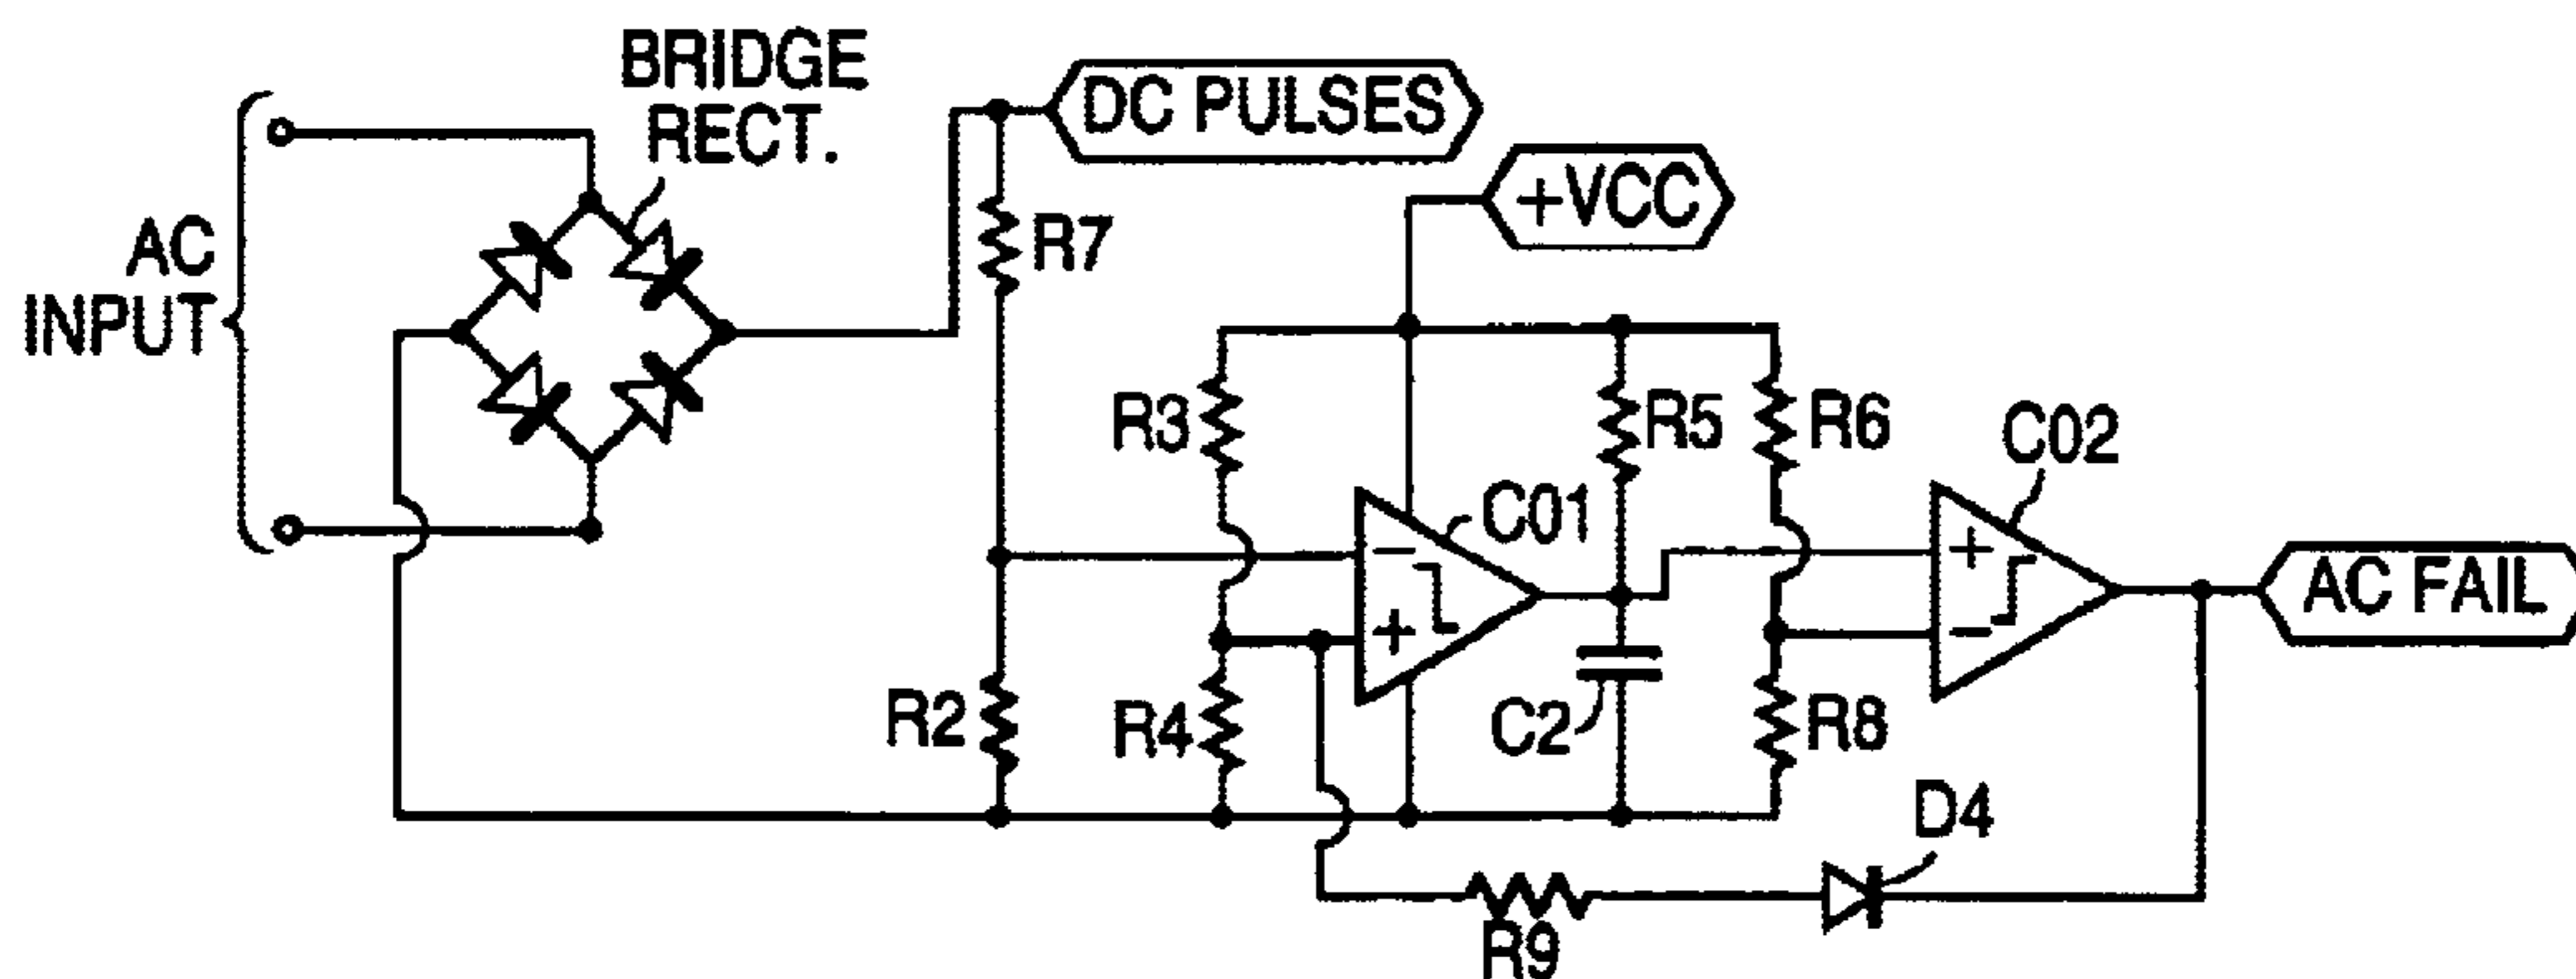 BRIDGE
RECT.
DC PULSES
+VCC
AC
INPUT
R7
R3
R5
R6
C02
C01
−
+
+
−
AC FAIL
R2
R4
C2
R8
D4
R9